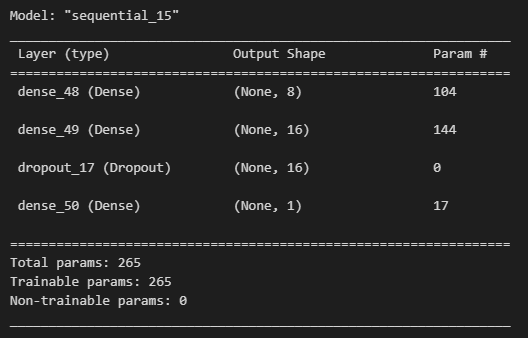 Model: "sequential_15"
_________________________________________________________________
Layer (type) Output Shape Param #
=================================================================
dense_48 (Dense) (None, 8) 104
dense_49 (Dense) (None, 16) 144
dropout_17 (Dropout) (None, 16) 0
dense_50 (Dense) (None, 1) 17
=================================================================
Total params: 265
Trainable params: 265
Non-trainable params: 0
_________________________________________________________________